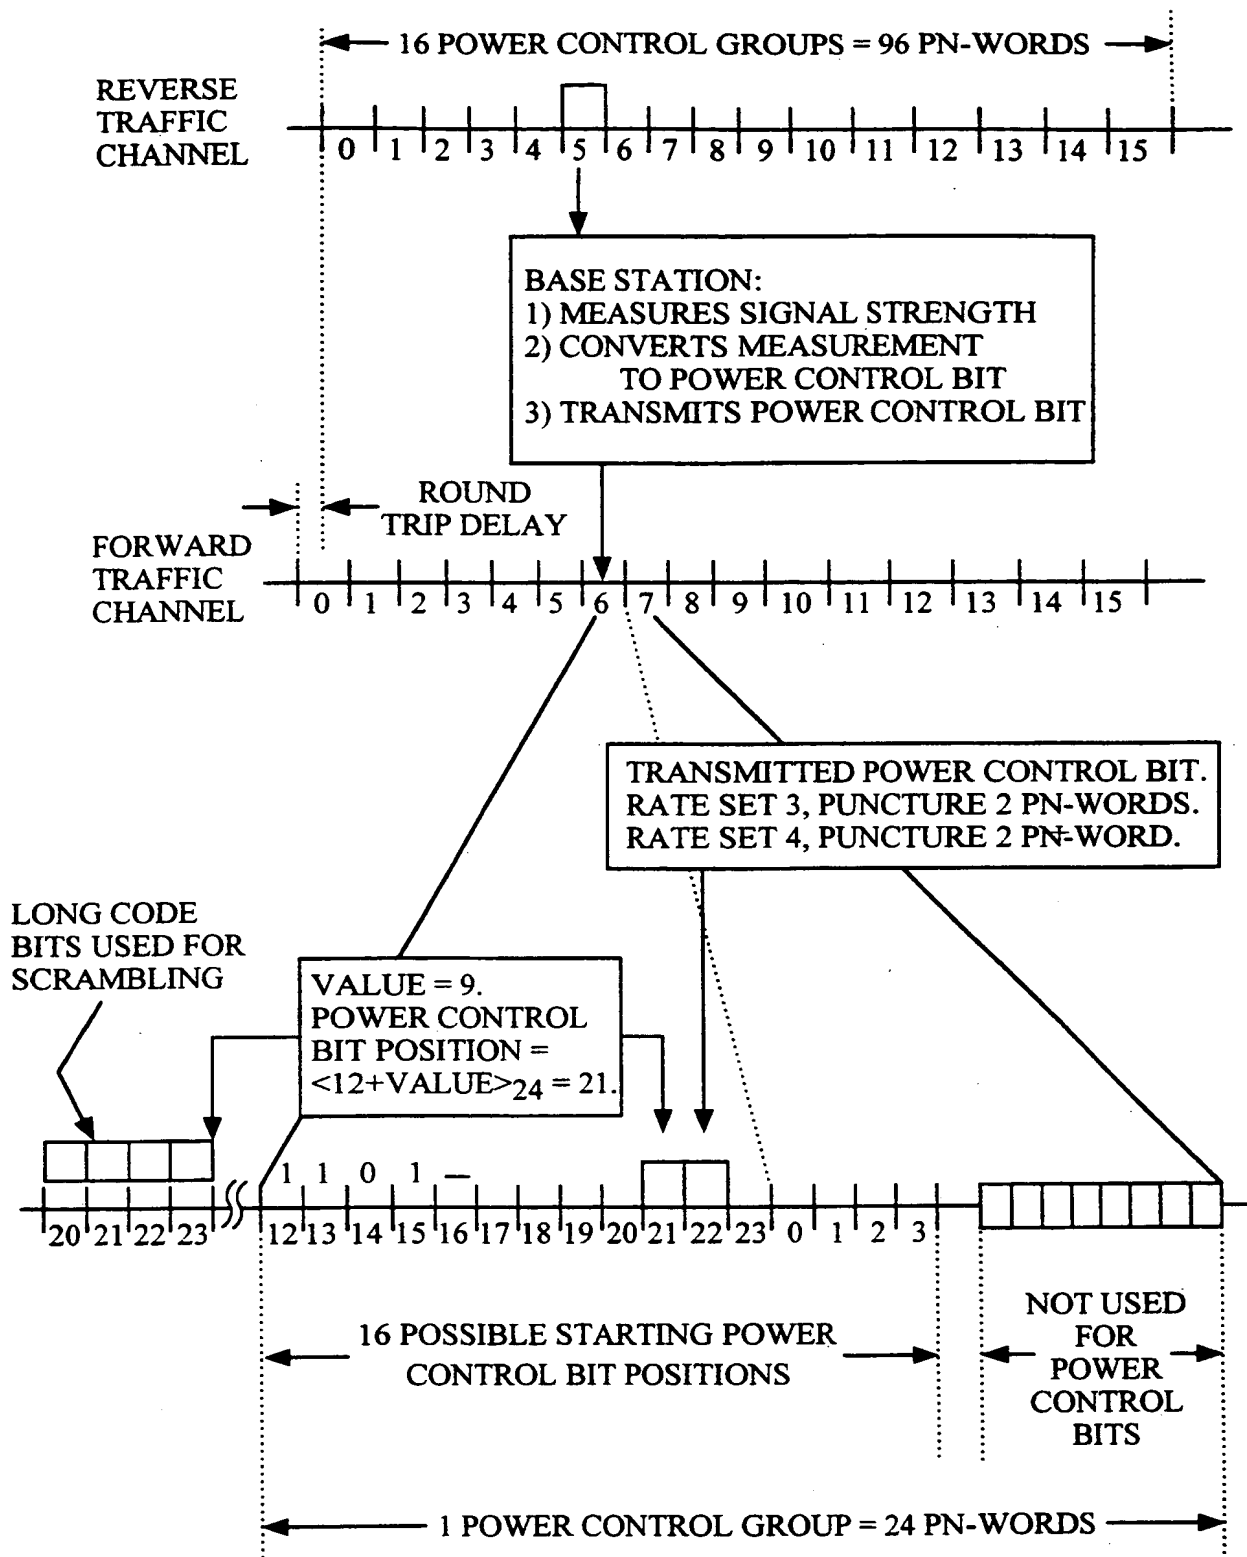 16 POWER CONTROL GROUPS = 96 PN-WORDS
REVERSE
TRAFFIC
CHANNEL
0 1 2 3 4 5 6 7 8 9 10 11 12 13 14 15
BASE STATION:
1) MEASURES SIGNAL STRENGTH
2) CONVERTS MEASUREMENT
TO POWER CONTROL BIT
3) TRANSMITS POWER CONTROL BIT
ROUND
TRIP DELAY
FORWARD
TRAFFIC
CHANNEL
0 1 2 3 4 5 6 7 8 9 10 11 12 13 14 15
TRANSMITTED POWER CONTROL BIT.
RATE SET 3, PUNCTURE 2 PN-WORDS.
RATE SET 4, PUNCTURE 2 PN-WORD.
LONG CODE
BITS USED FOR
SCRAMBLING
VALUE = 9.
POWER CONTROL
BIT POSITION =
<12+VALUE>24 = 21.
1 1 0 1 —
20 21 22 23 12 13 14 15 16 17 18 19 20 21 22 23 0 1 2 3
16 POSSIBLE STARTING POWER
CONTROL BIT POSITIONS
NOT USED
FOR
POWER
CONTROL
BITS
1 POWER CONTROL GROUP = 24 PN-WORDS